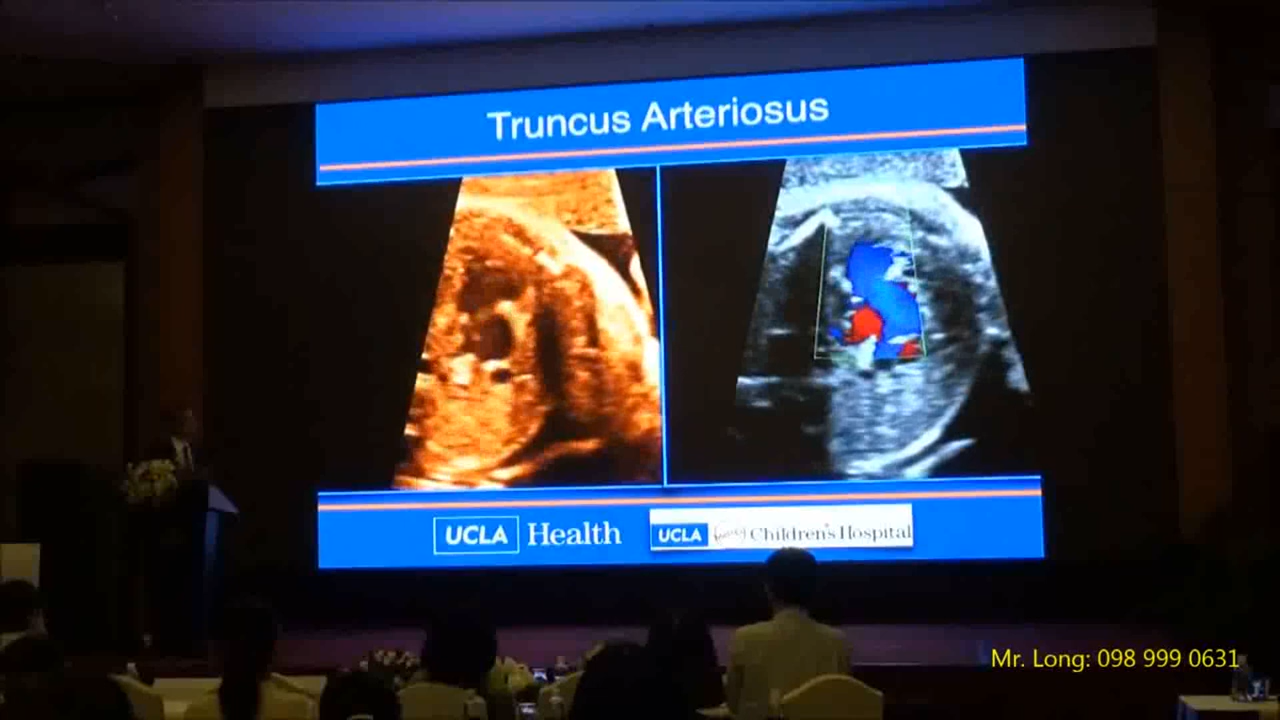 Truncus Arteriosus
UCLA Health
UCLA Children's Hospital
Mr. Long: 098 999 0631